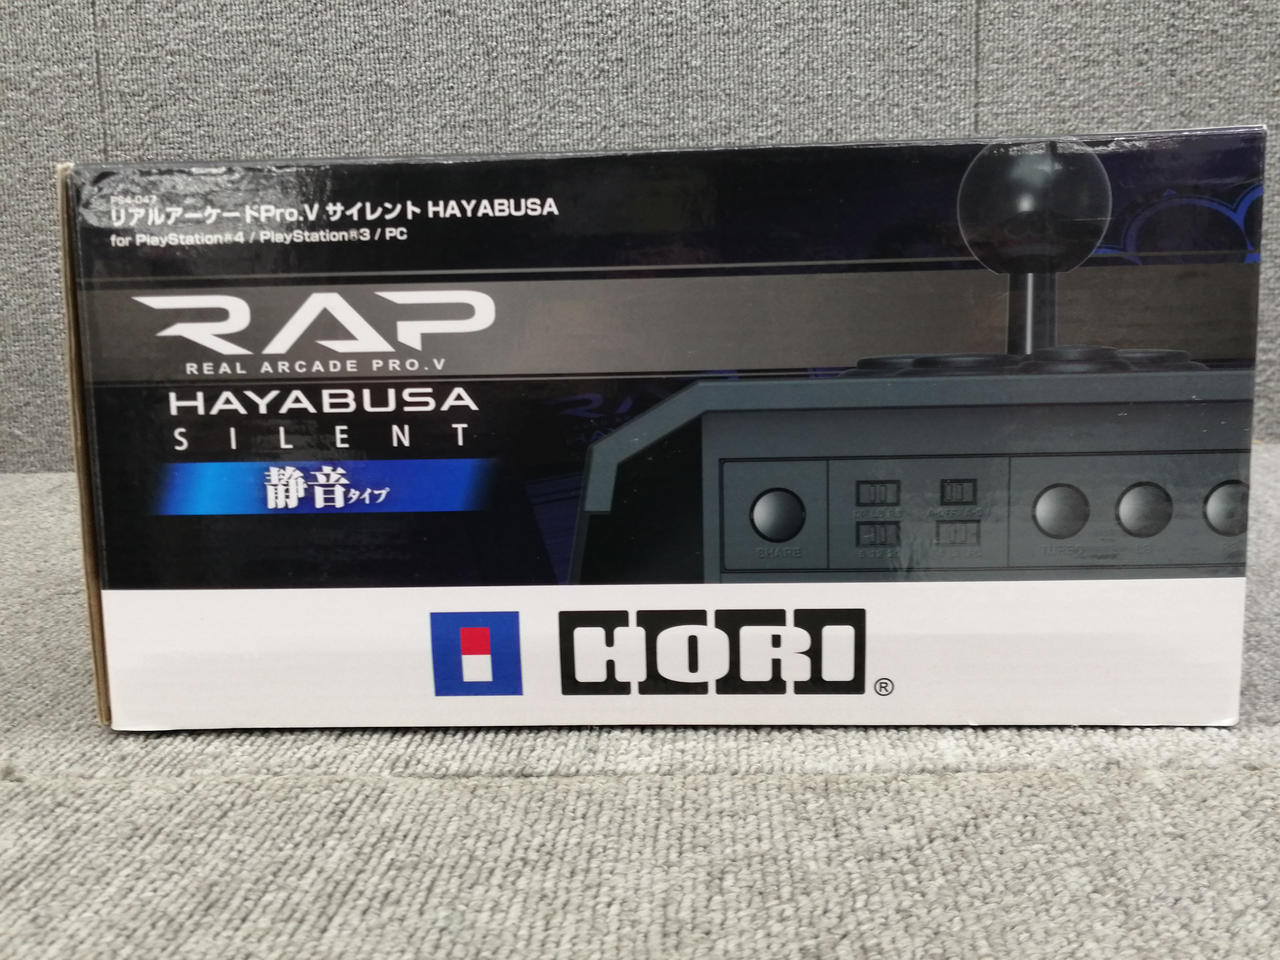 PS4-047
リアルアーケードPro.V サイレント HAYABUSA
for PlayStation®4 / PlayStation®3 / PC
RAP
REAL ARCADE PRO.V
HAYABUSA
SILENT
静音タイプ
SHARE
TURBO
HORI®